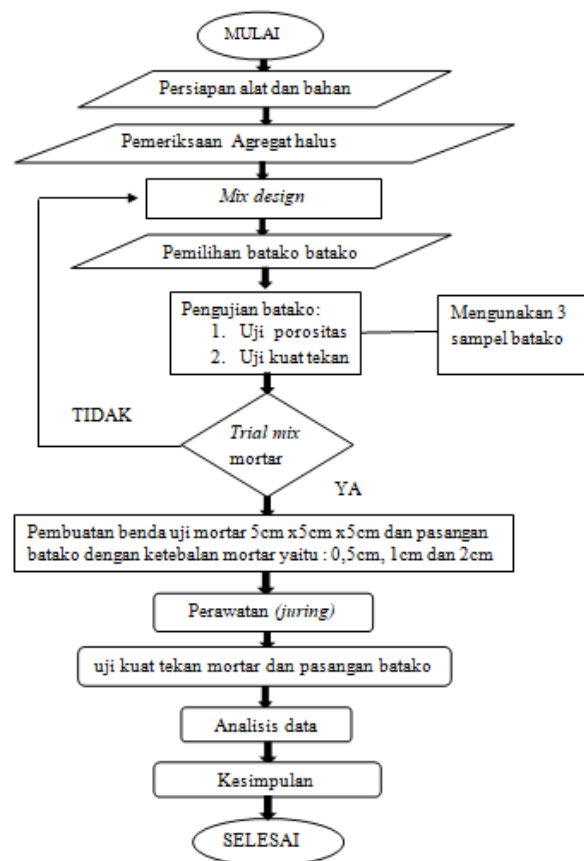 MULAI
Persiapan alat dan bahan
Pemeriksaan Agregat halus
Mix design
Pemilihan batako batako
Pengujian batako:
1. Uji porositas
2. Uji kuat tekan
Mengunakan 3
sampel batako
TIDAK
Trial mix
mortar
YA
Pembuatan benda uji mortar 5cm x5cm x5cm dan pasangan
batako dengan ketebalan mortar yaitu : 0,5cm, 1cm dan 2cm
Perawatan (juring)
uji kuat tekan mortar dan pasangan batako
Analisis data
Kesimpulan
SELESAI